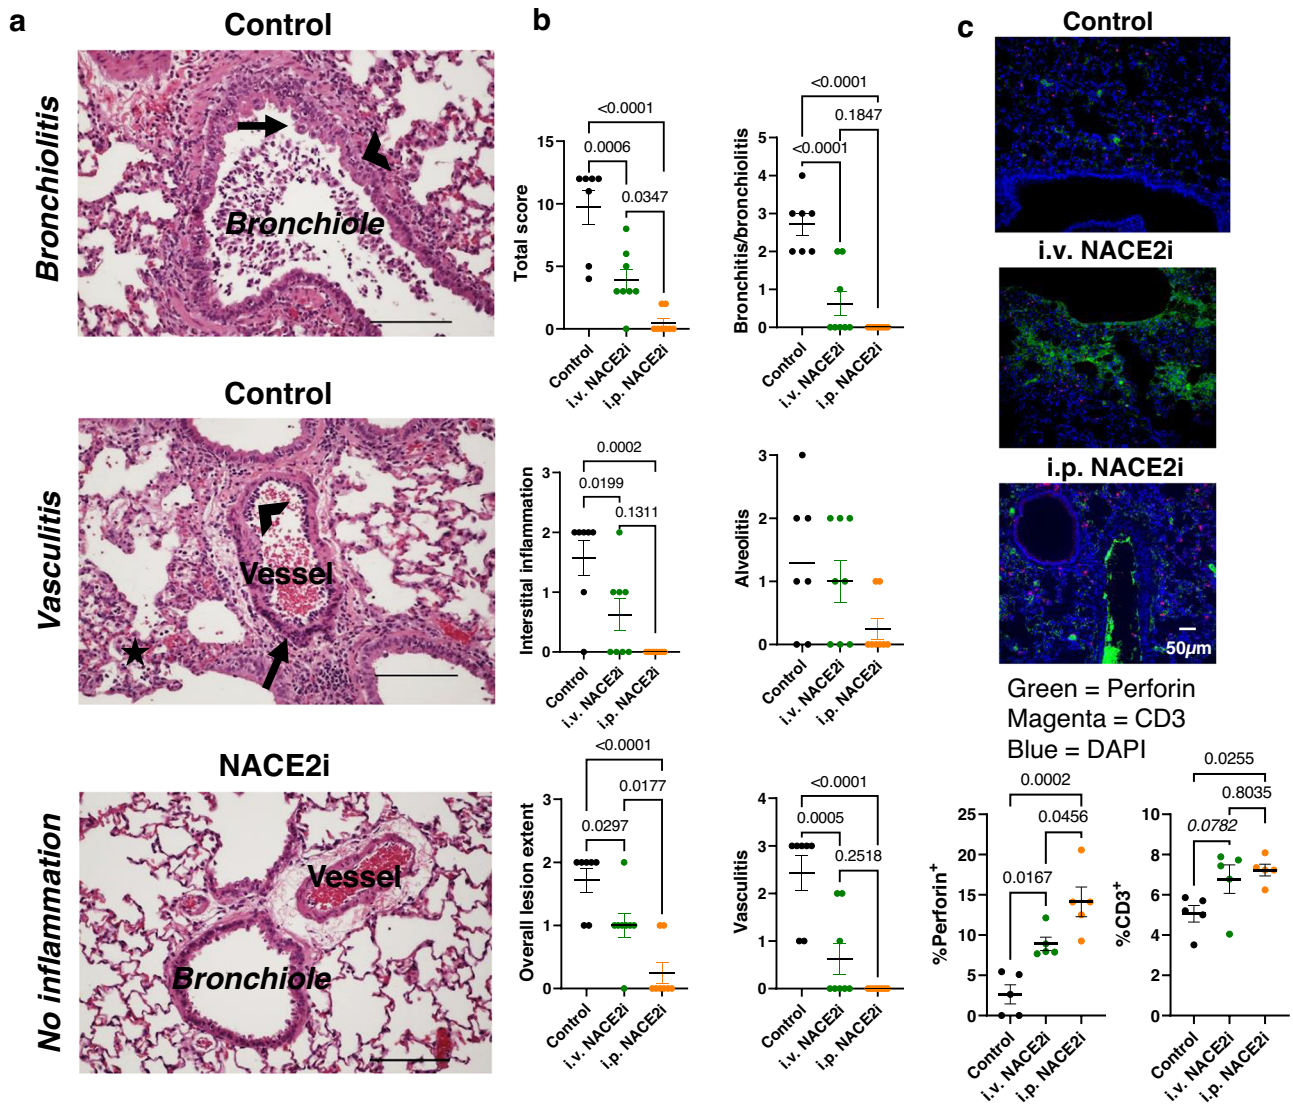 a
Control
Bronchiolitis
Bronchiole
Control
Vasculitis
Vessel
NACE2i
No inflammation
Vessel
Bronchiole
b
<0.0001
0.0006
0.0347
Total score
15
10
5
0
Control
i.v. NACE2i
i.p. NACE2i
<0.0001
0.1847
<0.0001
Bronchitis/bronchiolitis
5
4
3
2
1
0
Control
i.v. NACE2i
i.p. NACE2i
0.0002
0.0199
0.1311
Interstital inflammation
3
2
1
0
Control
i.v. NACE2i
i.p. NACE2i
Alveolitis
3
2
1
0
Control
i.v. NACE2i
i.p. NACE2i
<0.0001
0.0177
0.0297
Overall lesion extent
3
2
1
0
Control
i.v. NACE2i
i.p. NACE2i
<0.0001
0.0005
0.2518
Vasculitis
4
3
2
1
0
Control
i.v. NACE2i
i.p. NACE2i
c
Control
i.v. NACE2i
i.p. NACE2i
50µm
Green = Perforin
Magenta = CD3
Blue = DAPI
0.0002
0.0456
0.0167
%Perforin+
25
20
15
10
5
0
Control
i.v. NACE2i
i.p. NACE2i
0.0255
0.8035
0.0782
%CD3+
10
8
6
4
2
0
Control
i.v. NACE2i
i.p. NACE2i